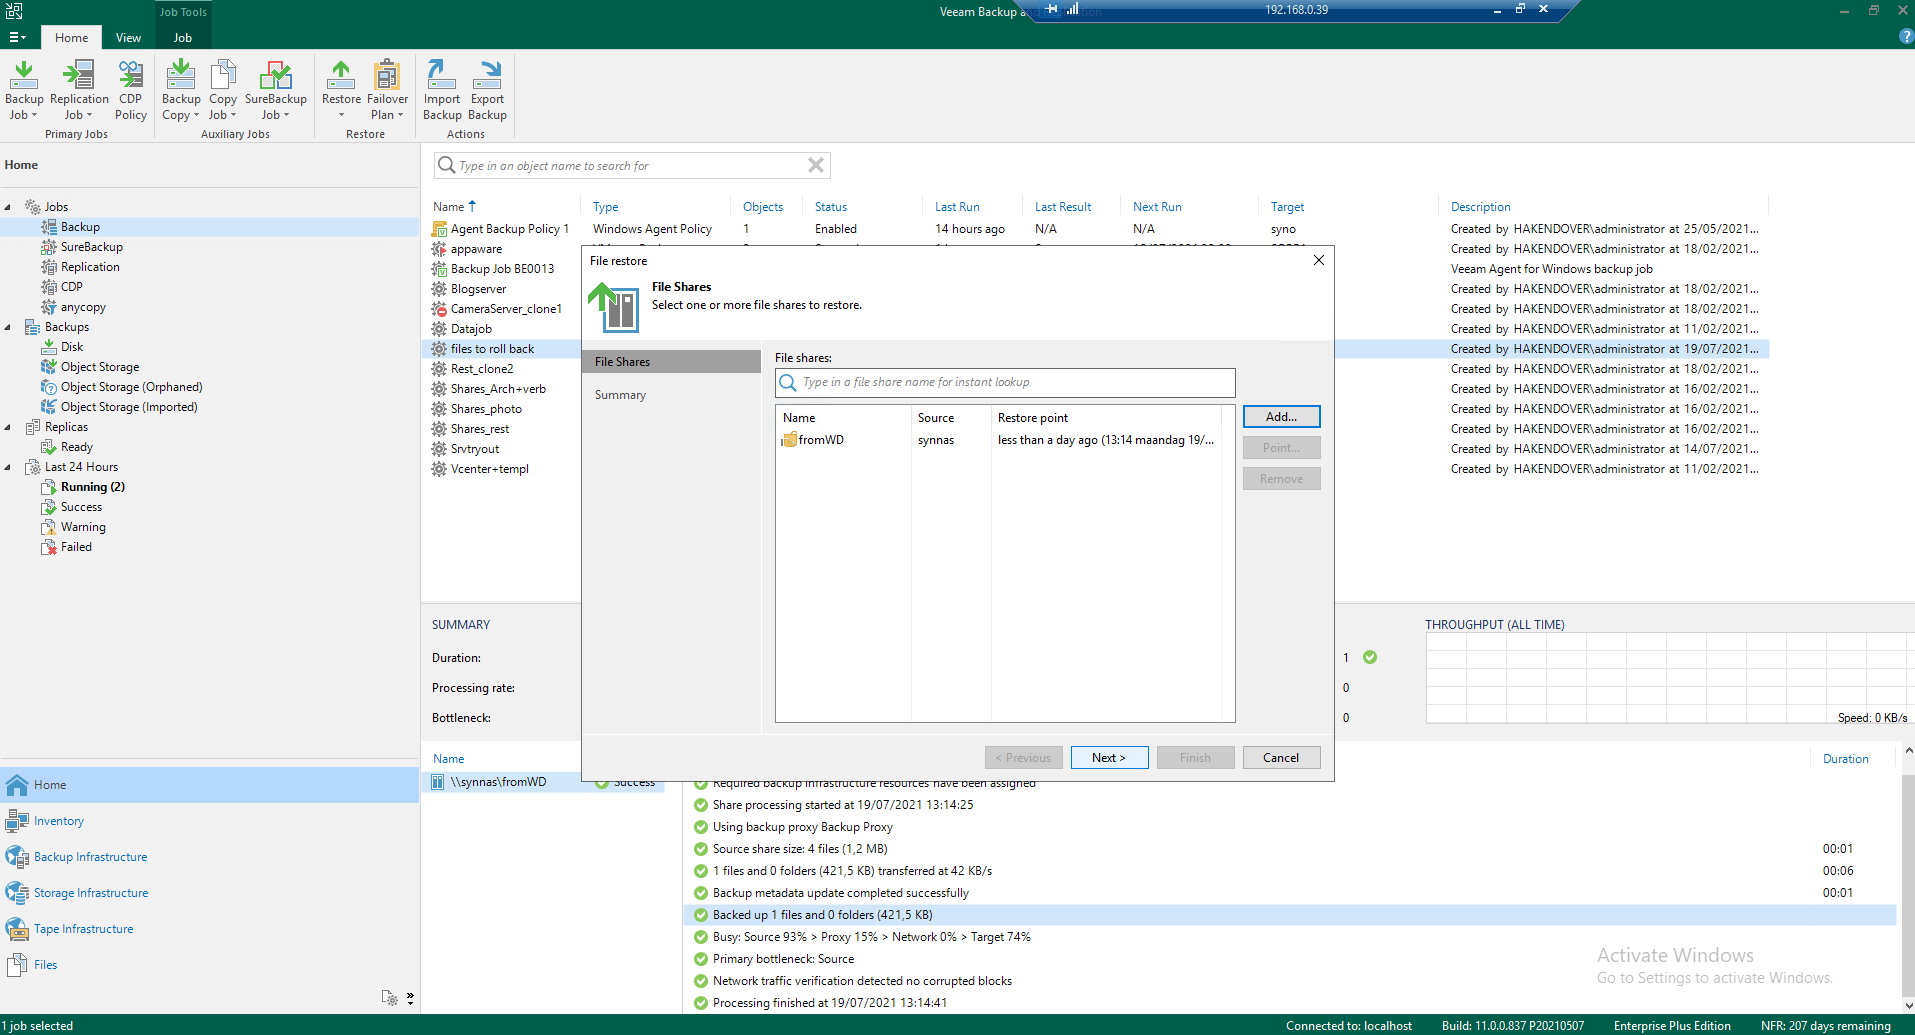 Job Tools
Veeam Backup and
192.168.0.39
Home
View
Job
Backup Job
Replication Job
CDP Policy
Primary Jobs
Backup Copy
Copy Job
SureBackup Job
Auxiliary Jobs
Restore
Failover Plan
Restore
Import Backup
Export Backup
Actions
Home
Jobs
Backup
SureBackup
Replication
CDP
anycopy
Backups
Disk
Object Storage
Object Storage (Orphaned)
Object Storage (Imported)
Replicas
Ready
Last 24 Hours
Running (2)
Success
Warning
Failed
Home
Inventory
Backup Infrastructure
Storage Infrastructure
Tape Infrastructure
Files
Type in an object name to search for
Name Type Objects Status Last Run Last Result Next Run Target Description
Agent Backup Policy 1 Windows Agent Policy 1 Enabled 14 hours ago N/A N/A syno Created by HAKENDOVER\administrator at 25/05/2021...
appaware Created by HAKENDOVER\administrator at 18/02/2021...
Backup Job BE0013 Veeam Agent for Windows backup job
Blogserver Created by HAKENDOVER\administrator at 18/02/2021...
CameraServer_clone1 Created by HAKENDOVER\administrator at 18/02/2021...
Datajob Created by HAKENDOVER\administrator at 11/02/2021...
files to roll back Created by HAKENDOVER\administrator at 19/07/2021...
Rest_clone2 Created by HAKENDOVER\administrator at 18/02/2021...
Shares_Arch+verb Created by HAKENDOVER\administrator at 16/02/2021...
Shares_photo Created by HAKENDOVER\administrator at 16/02/2021...
Shares_rest Created by HAKENDOVER\administrator at 16/02/2021...
Srvtryout Created by HAKENDOVER\administrator at 14/07/2021...
Vcenter+templ Created by HAKENDOVER\administrator at 11/02/2021...
File restore
File Shares
Select one or more file shares to restore.
File Shares
Summary
File shares:
Type in a file share name for instant lookup
Name Source Restore point
fromWD synnas less than a day ago (13:14 maandag 19/...
Add...
Point...
Remove
< Previous
Next >
Finish
Cancel
SUMMARY
Duration:
Processing rate:
Bottleneck:
1
0
0
THROUGHPUT (ALL TIME)
Speed: 0 KB/s
Name
\\synnas\fromWD Success
Duration
Required backup infrastructure resources have been assigned
Share processing started at 19/07/2021 13:14:25
Using backup proxy Backup Proxy
Source share size: 4 files (1,2 MB) 00:01
1 files and 0 folders (421,5 KB) transferred at 42 KB/s 00:06
Backup metadata update completed successfully 00:01
Backed up 1 files and 0 folders (421,5 KB)
Busy: Source 93% > Proxy 15% > Network 0% > Target 74%
Primary bottleneck: Source
Network traffic verification detected no corrupted blocks
Processing finished at 19/07/2021 13:14:41
Activate Windows
Go to Settings to activate Windows.
1 job selected
Connected to: localhost
Build: 11.0.0.837 P20210507
Enterprise Plus Edition
NFR: 207 days remaining